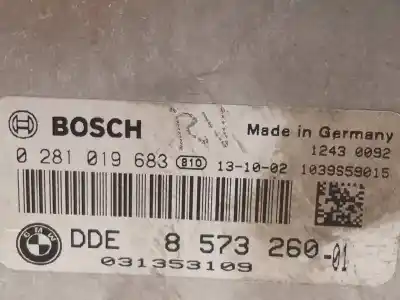 BOSCH
Made in Germany
1243 0092
0 281 019 683 B10 13-10-02 1039S59015
BMW
DDE 8 573 260-01
031353109